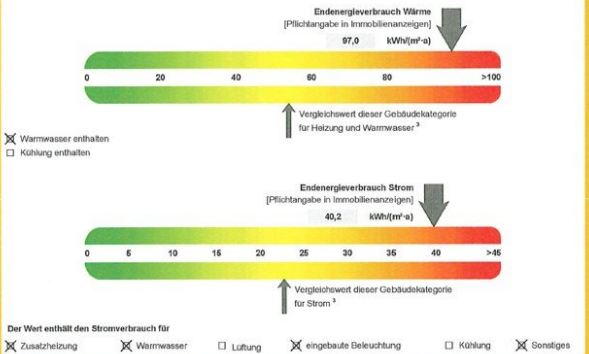 Endenergieverbrauch Wärme
[Pflichtangabe in Immobilienanzeigen]
97,0 kWh/(m²·a)
0 20 40 60 80 >100
Vergleichswert dieser Gebäudekategorie
für Heizung und Warmwasser ³
Warmwasser enthalten
Kühlung enthalten
Endenergieverbrauch Strom
[Pflichtangabe in Immobilienanzeigen]
40,2 kWh/(m²·a)
0 5 10 15 20 25 30 35 40 >45
Vergleichswert dieser Gebäudekategorie
für Strom ³
Der Wert enthält den Stromverbrauch für
Zusatzheizung Warmwasser Lüftung eingebaute Beleuchtung Kühlung Sonstiges